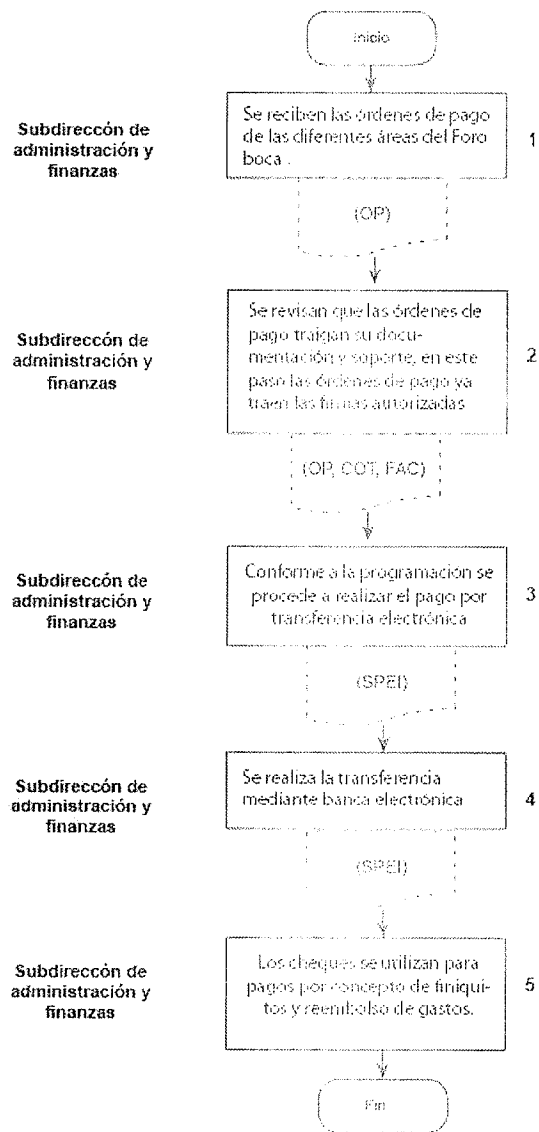 Inicio
Subdireccón de
administración y
finanzas
Se reciben las órdenes de pago
de las diferentes áreas del Foro
boca .
1
(OP)
Subdireccón de
administración y
finanzas
Se revisan que las órdenes de
pago traigan su docu-
mentación y soporte, en este
paso las órdenes de pago ya
traen las firmas autorizadas
2
(OP, COT, FAC)
Subdireccón de
administración y
finanzas
Conforme a la programación se
procede a realizar el pago por
transferencia electrónica
3
(SPEI)
Subdireccón de
administración y
finanzas
Se realiza la transferencia
mediante banca electrónica
4
(SPEI)
Subdireccón de
administración y
finanzas
Los cheques se utilizan para
pagos por concepto de finiqui-
tos y reembolso de gastos.
5
Fin